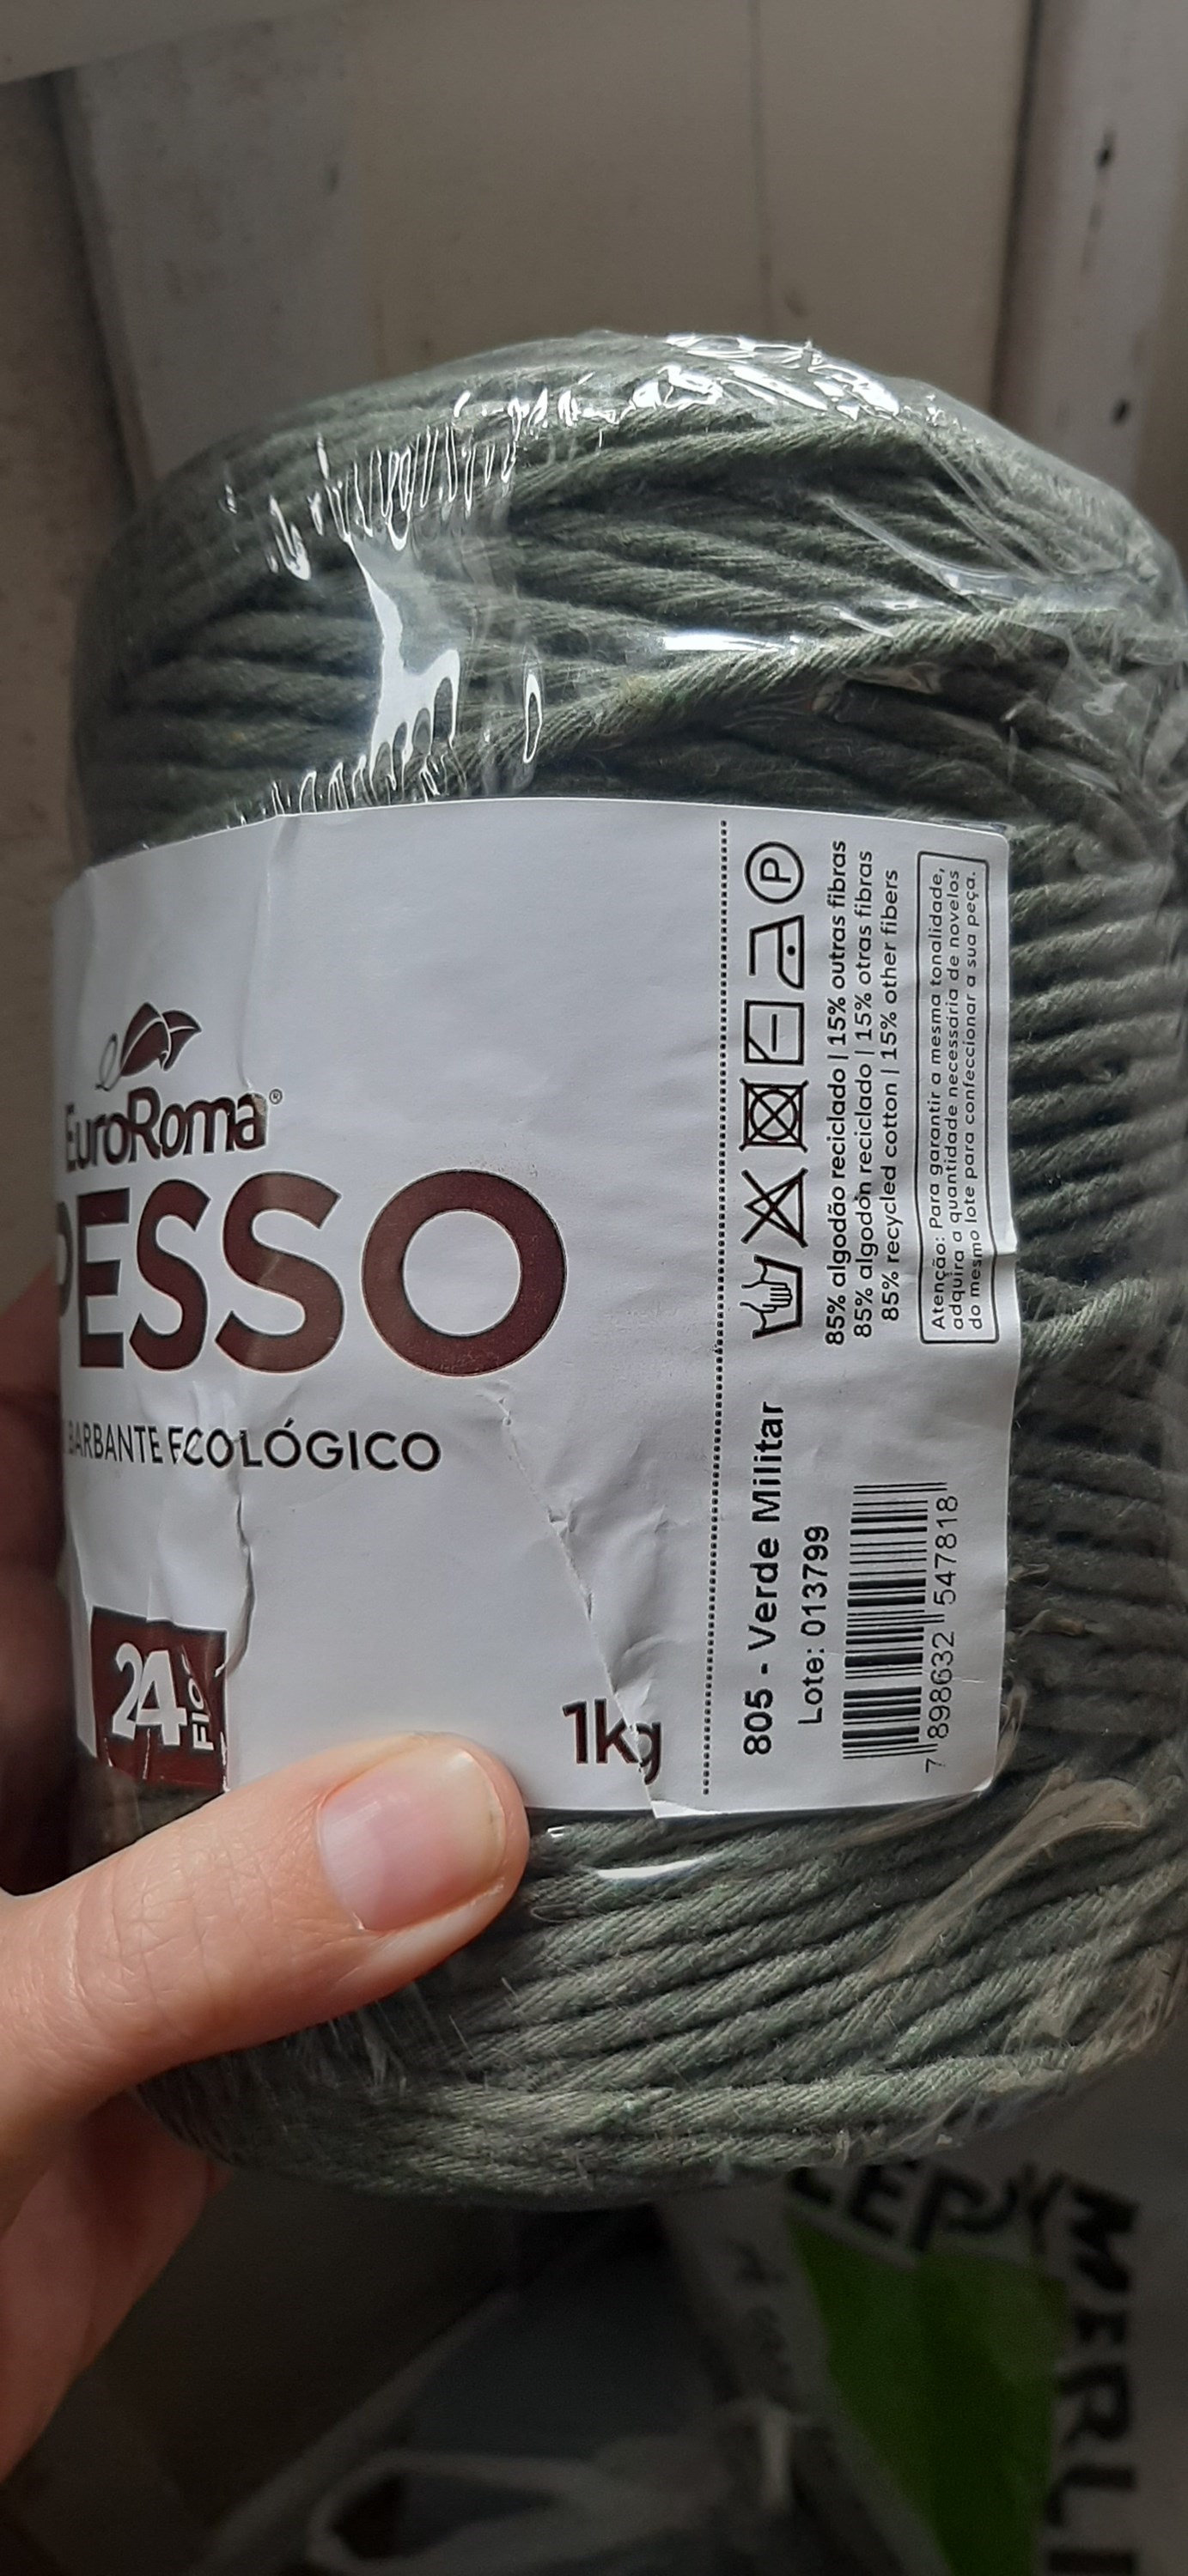 EuroRoma®
PESSO
BARBANTE ECOLÓGICO
24 FIO
1kg
P
85% algodão reciclado | 15% outras fibras
85% algodón reciclado | 15% otras fibras
85% recycled cotton | 15% other fibers
Atenção: Para garantir a mesma tonalidade,
adquira a quantidade necessária de novelos
do mesmo lote para confeccionar a sua peça.
805 - Verde Militar
Lote: 013799
7 898632 547818